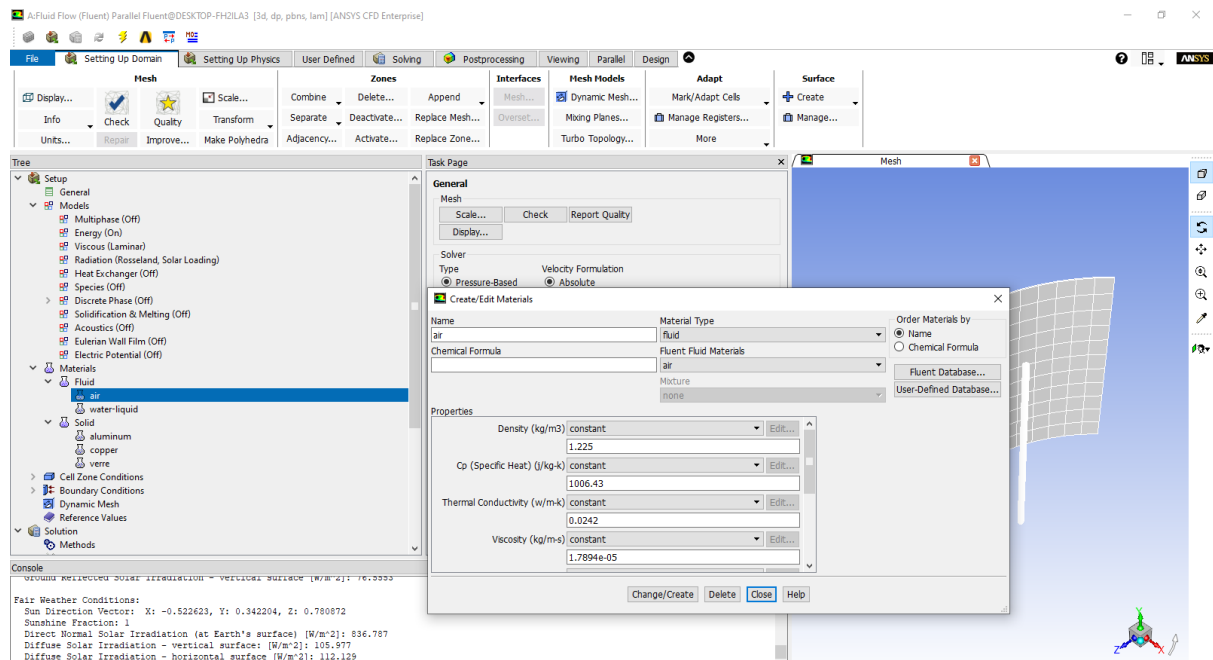 A:Fluid Flow (Fluent) Parallel Fluent@DESKTOP-FH2ILA3 [3d, dp, pbns, lam] [ANSYS CFD Enterprise]
File Setting Up Domain Setting Up Physics User Defined Solving Postprocessing Viewing Parallel Design ANSYS
Mesh Zones Interfaces Mesh Models Adapt Surface
Display... Check Quality Scale... Combine Delete... Append Mesh... Dynamic Mesh... Mark/Adapt Cells Create
Info Transform Separate Deactivate... Replace Mesh... Overset... Mixing Planes... Manage Registers... Manage...
Units... Repair Improve... Make Polyhedra Adjacency... Activate... Replace Zone... Turbo Topology... More
Tree
Setup
General
Models
Multiphase (Off)
Energy (On)
Viscous (Laminar)
Radiation (Rosseland, Solar Loading)
Heat Exchanger (Off)
Species (Off)
Discrete Phase (Off)
Solidification & Melting (Off)
Acoustics (Off)
Eulerian Wall Film (Off)
Electric Potential (Off)
Materials
Fluid
air
water-liquid
Solid
aluminum
copper
verre
Cell Zone Conditions
Boundary Conditions
Dynamic Mesh
Reference Values
Solution
Methods
Task Page
General
Mesh
Scale... Check Report Quality
Display...
Solver
Type Velocity Formulation
Pressure-Based Absolute
Mesh
Create/Edit Materials
Name Material Type Order Materials by
air fluid Name
Chemical Formula Fluent Fluid Materials Chemical Formula
air Fluent Database...
Mixture User-Defined Database...
none
Properties
Density (kg/m3) constant Edit...
1.225
Cp (Specific Heat) (j/kg-k) constant Edit...
1006.43
Thermal Conductivity (w/m-k) constant Edit...
0.0242
Viscosity (kg/m-s) constant Edit...
1.7894e-05
Change/Create Delete Close Help
Console
Ground Reflected Solar Irradiation - vertical surface [W/m^2]: 76.5553
Fair Weather Conditions:
Sun Direction Vector: X: -0.522623, Y: 0.342204, Z: 0.780872
Sunshine Fraction: 1
Direct Normal Solar Irradiation (at Earth's surface) [W/m^2]: 836.787
Diffuse Solar Irradiation - vertical surface: [W/m^2]: 105.977
Diffuse Solar Irradiation - horizontal surface [W/m^2]: 112.129
Y
Z X